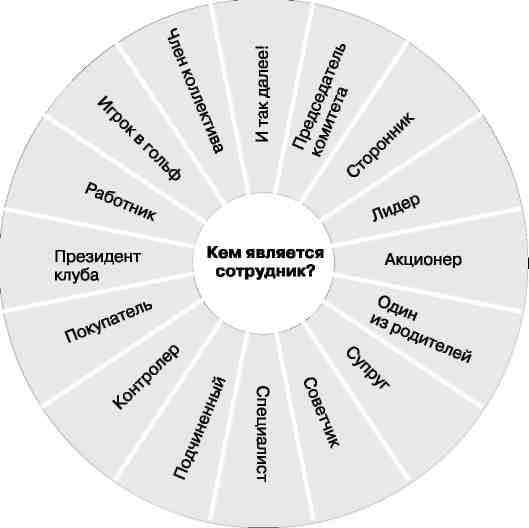 Кем является
сотрудник?
И так далее!
Председатель
комитета
Сторонник
Лидер
Акционер
Один
из родителей
Супруг
Советчик
Специалист
Подчиненный
Контролер
Покупатель
Президент
клуба
Работник
Игрок в гольф
Член коллектива